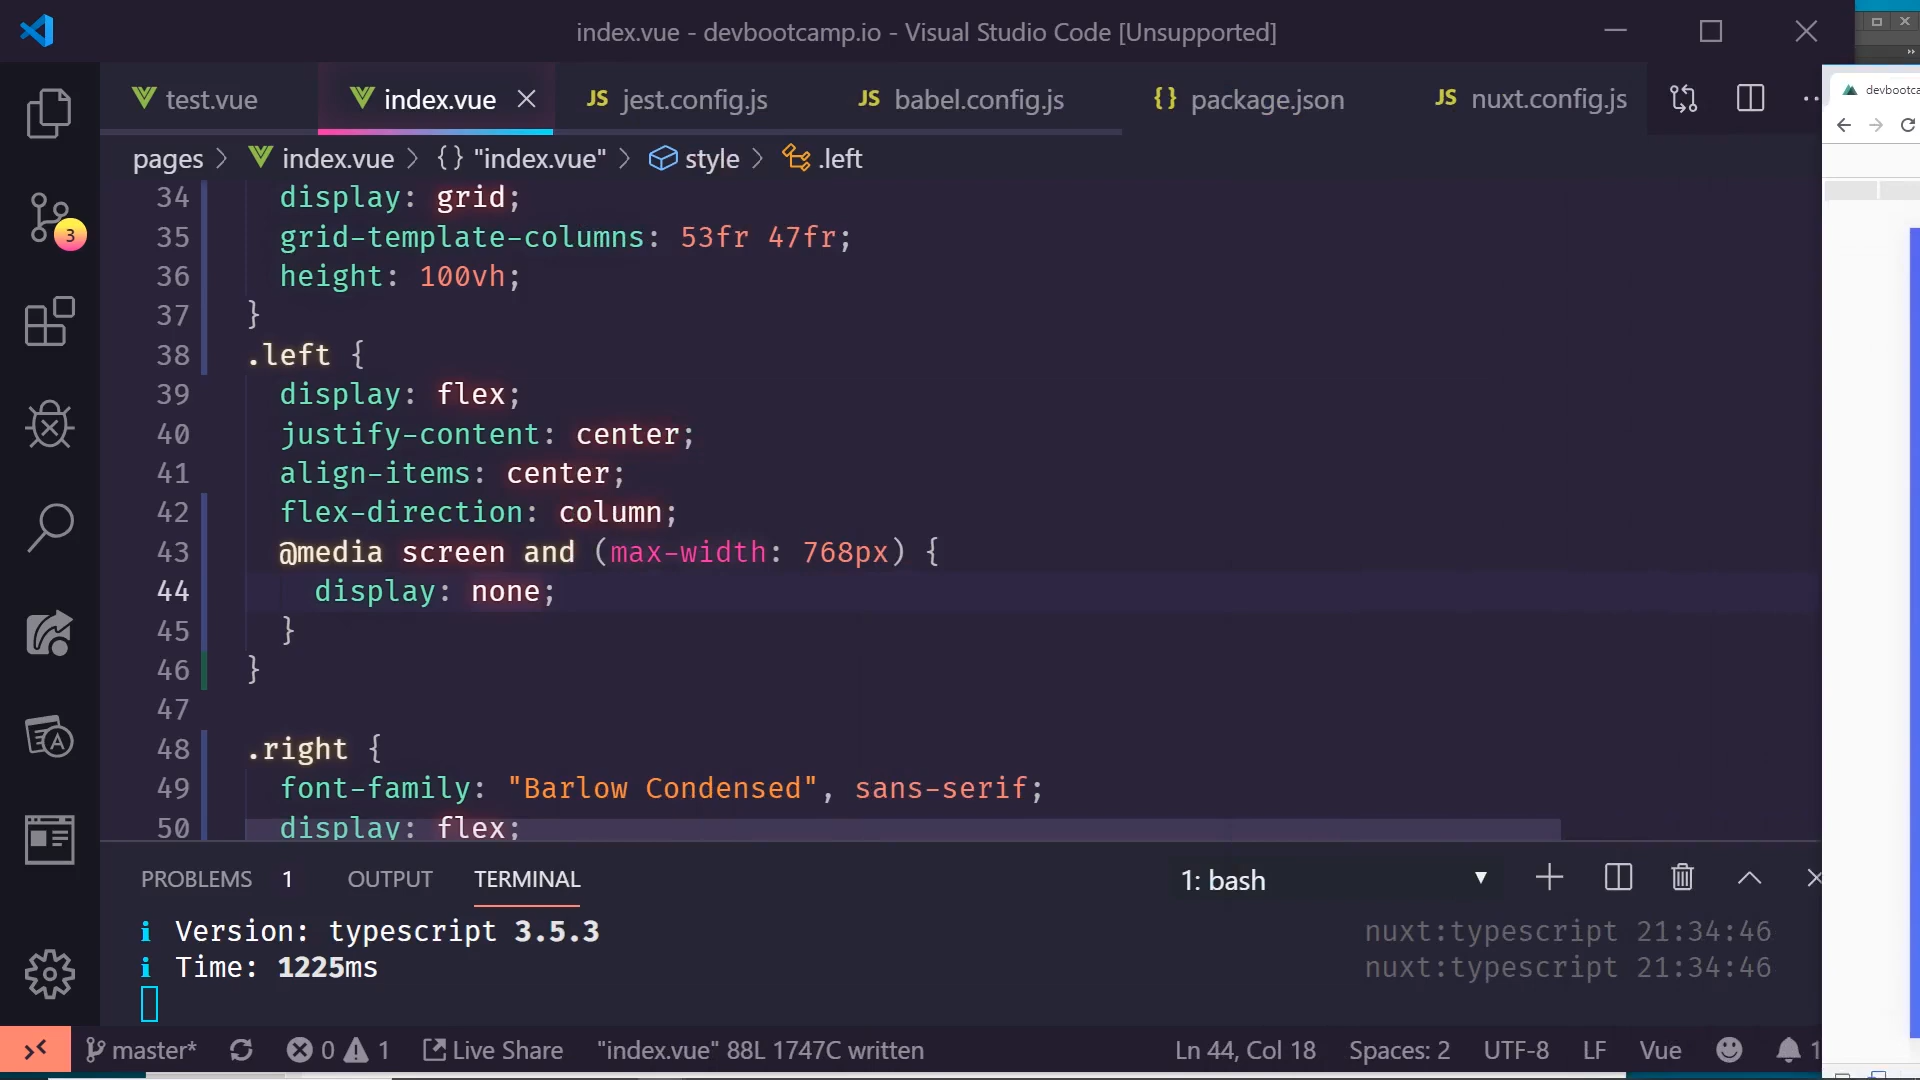 index.vue - devbootcamp.io - Visual Studio Code [Unsupported]
test.vue
index.vue
JS jest.config.js
JS babel.config.js
{ } package.json
JS nuxt.config.js
devbootca
pages > index.vue > {} "index.vue" > style > .left
34 display: grid;
35 grid-template-columns: 53fr 47fr;
36 height: 100vh;
37 }
38 .left {
39 display: flex;
40 justify-content: center;
41 align-items: center;
42 flex-direction: column;
43 @media screen and (max-width: 768px) {
44 display: none;
45 }
46 }
47
48 .right {
49 font-family: "Barlow Condensed", sans-serif;
50 display: flex;
3
PROBLEMS 1 OUTPUT TERMINAL 1: bash
i Version: typescript 3.5.3 nuxt:typescript 21:34:46
i Time: 1225ms nuxt:typescript 21:34:46
master* 0 1 Live Share "index.vue" 88L 1747C written Ln 44, Col 18 Spaces: 2 UTF-8 LF Vue 1